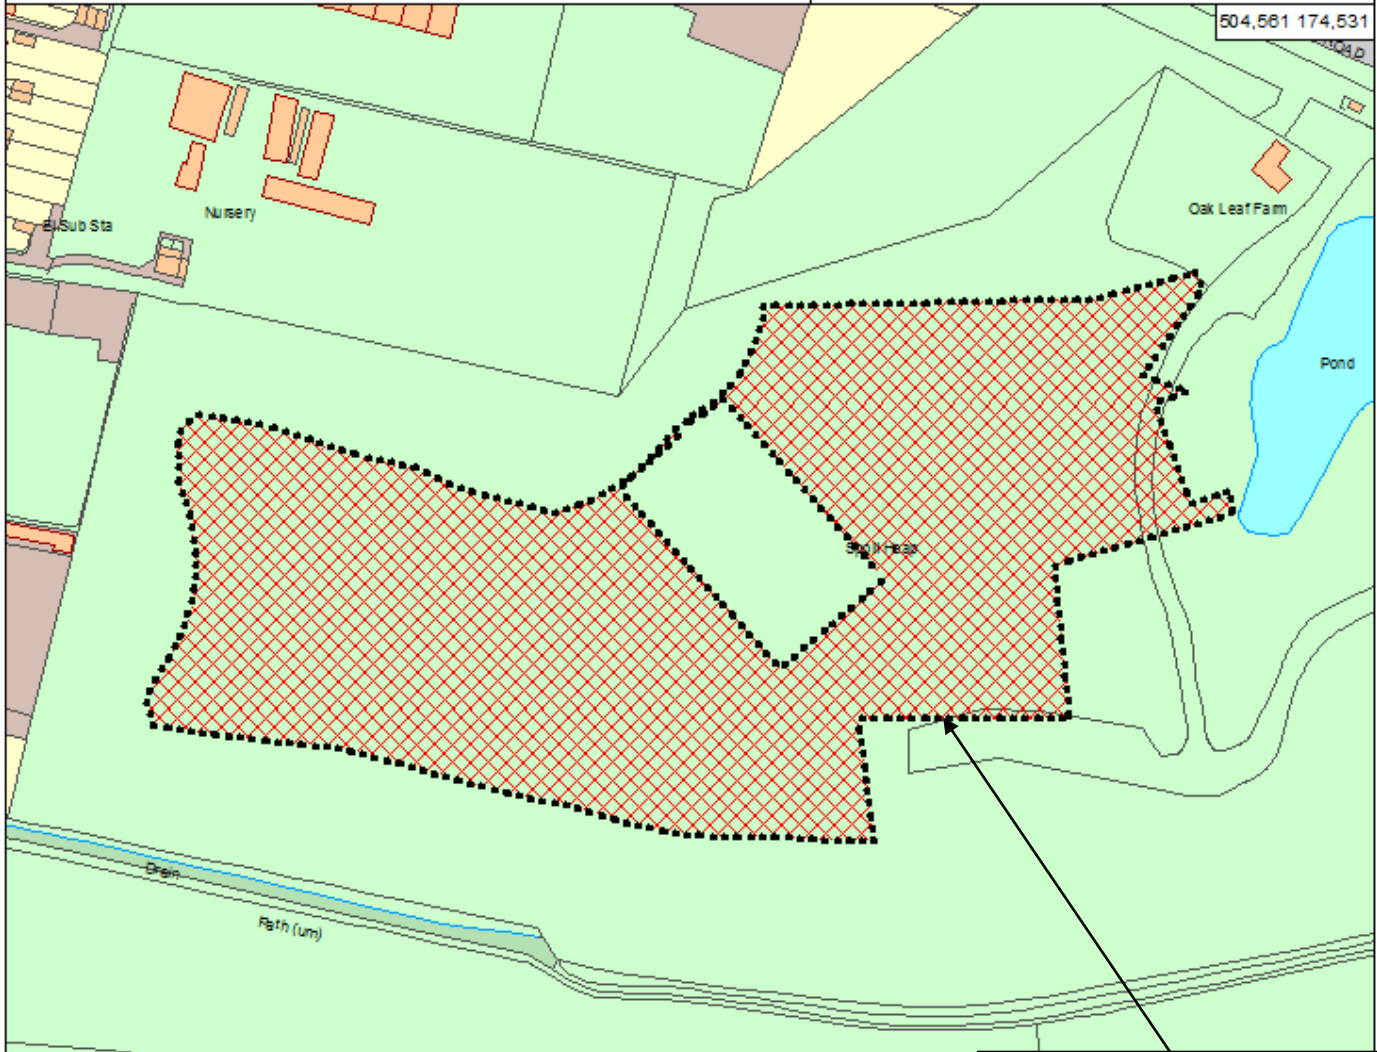 504,561 174,531
Oak Leaf Farm
Nursery
El Sub Sta
Pond
Spoil Heap
Drain
Path (um)